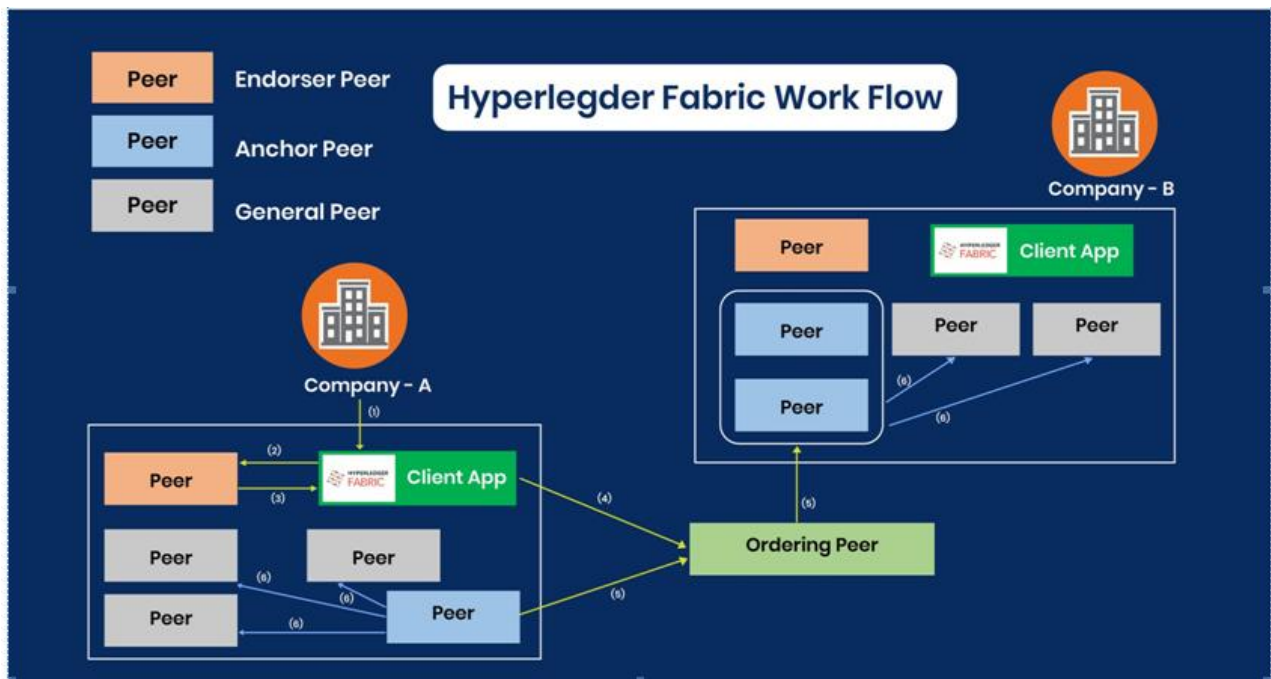 Peer
Endorser Peer
Hyperlegder Fabric Work Flow
Peer
Anchor Peer
Peer
General Peer
Company - B
Peer
HYPERLEDGER
FABRIC
Client App
Peer
Peer
Peer
Company - A
(1)
Peer
(6)
(6)
(2)
Peer
HYPERLEDGER
FABRIC
Client App
(3)
(4)
(5)
Ordering Peer
Peer
Peer
(6)
(6)
(5)
Peer
Peer
(6)